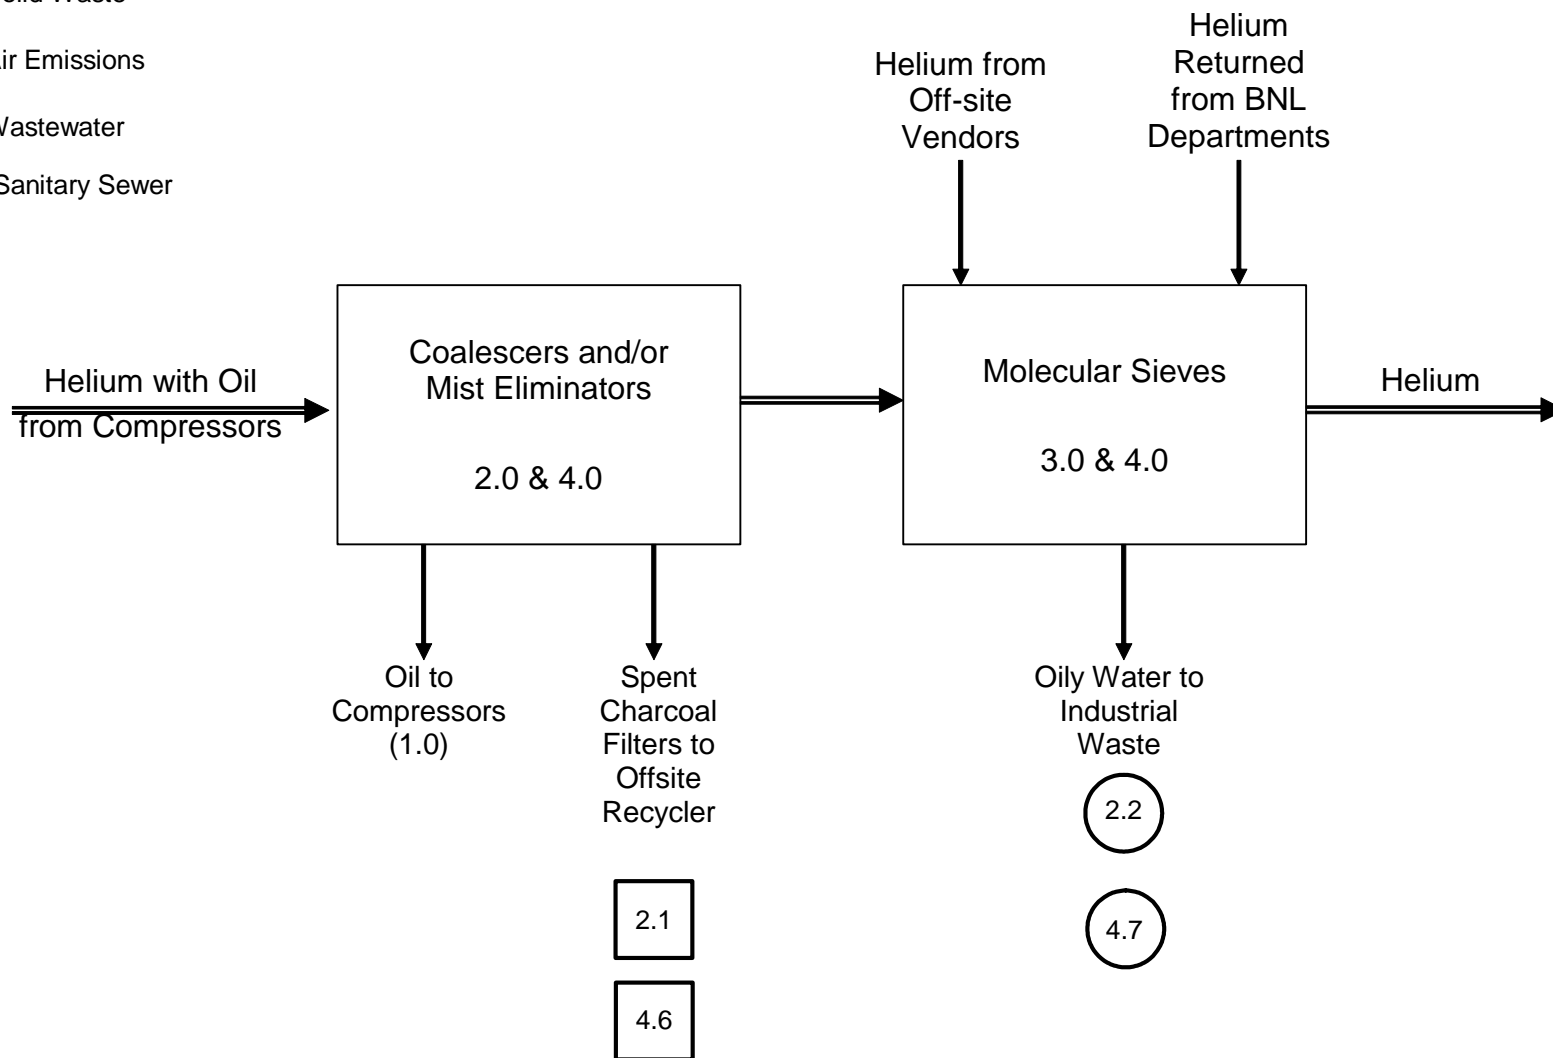 Waste
Emissions
Wastewater
Sanitary Sewer
Helium from
Off-site
Vendors
Helium
Returned
from BNL
Departments
Helium with Oil
from Compressors
Coalescers and/or
Mist Eliminators
2.0 & 4.0
Molecular Sieves
3.0 & 4.0
Helium
Oil to
Compressors
(1.0)
Spent
Charcoal
Filters to
Offsite
Recycler
2.1
4.6
Oily Water to
Industrial
Waste
2.2
4.7